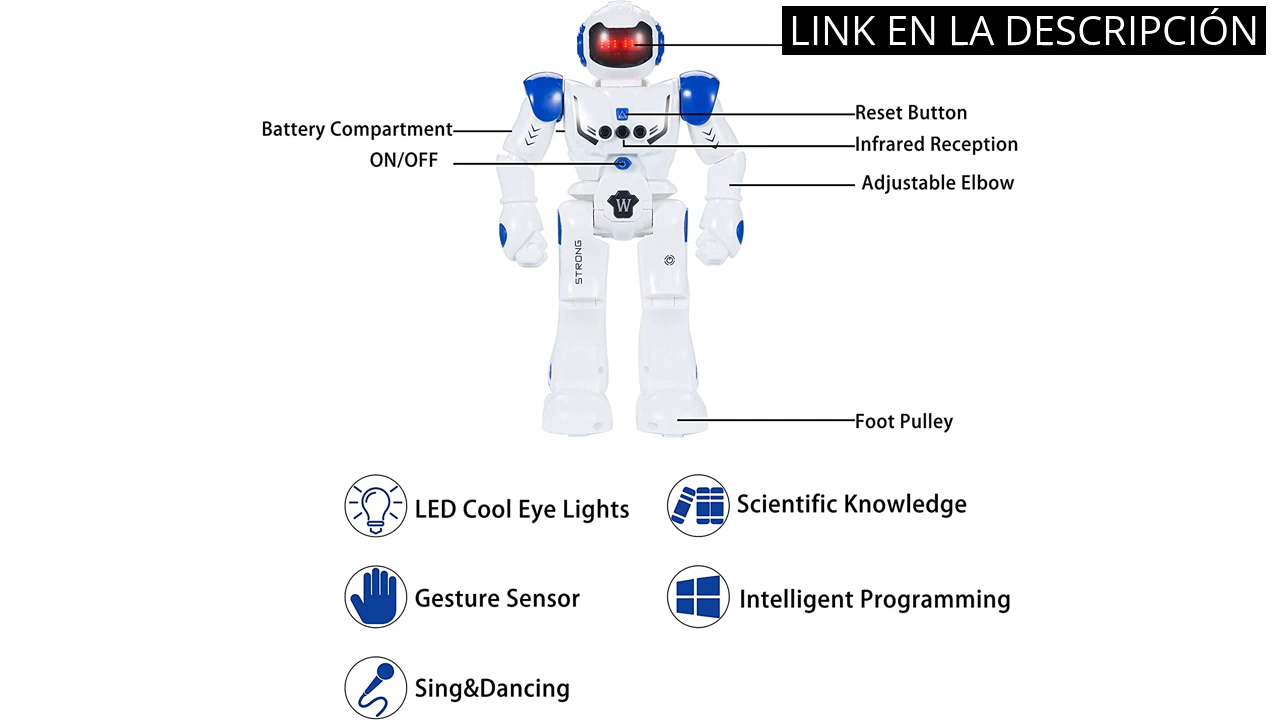 LINK EN LA DESCRIPCIÓN
Reset Button
Battery Compartment
Infrared Reception
ON/OFF
Adjustable Elbow
W
STRONG
Foot Pulley
LED Cool Eye Lights
Scientific Knowledge
Gesture Sensor
Intelligent Programming
Sing&Dancing